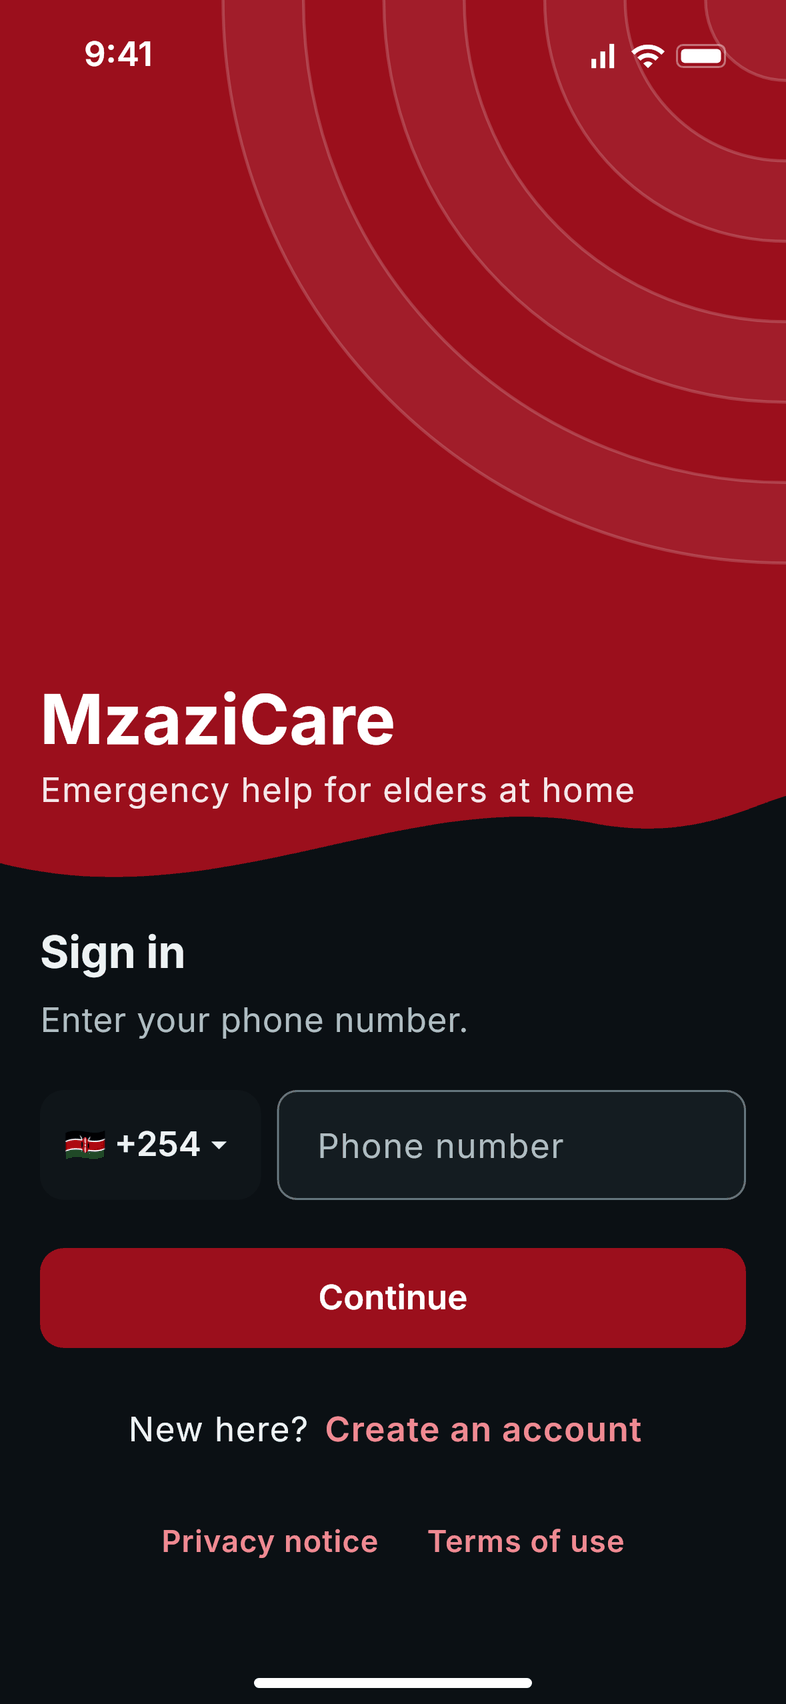 9:41
MzaziCare
Emergency help for elders at home
Sign in
Enter your phone number.
🇰🇪 +254
Phone number
Continue
New here? Create an account
Privacy notice Terms of use